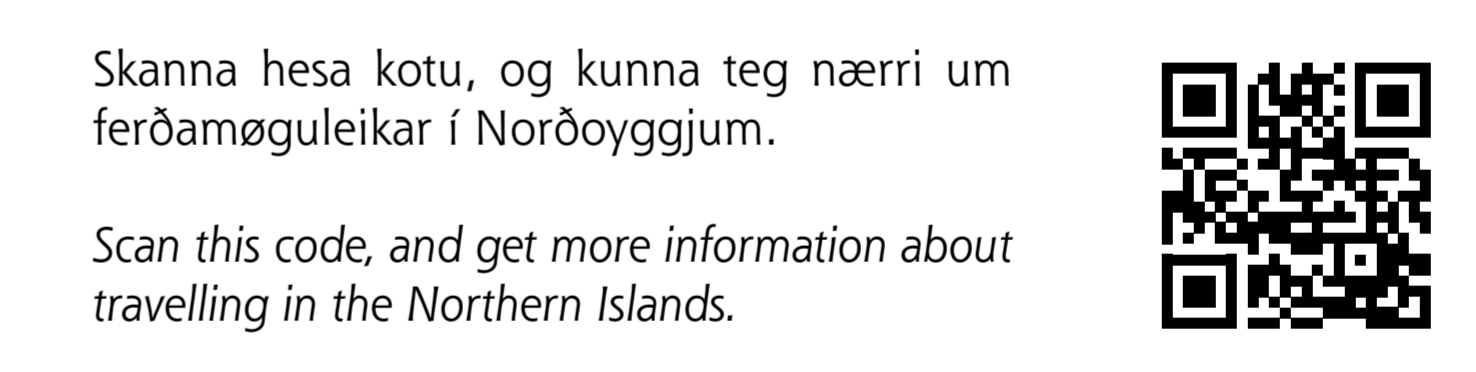 Skanna hesa kotu, og kunna teg nærri um
ferðamøguleikar í Norðoyggjum.
Scan this code, and get more information about
travelling in the Northern Islands.